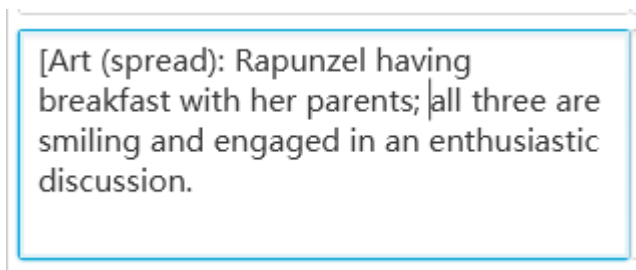 [Art (spread): Rapunzel having
breakfast with her parents; all three are
smiling and engaged in an enthusiastic
discussion.